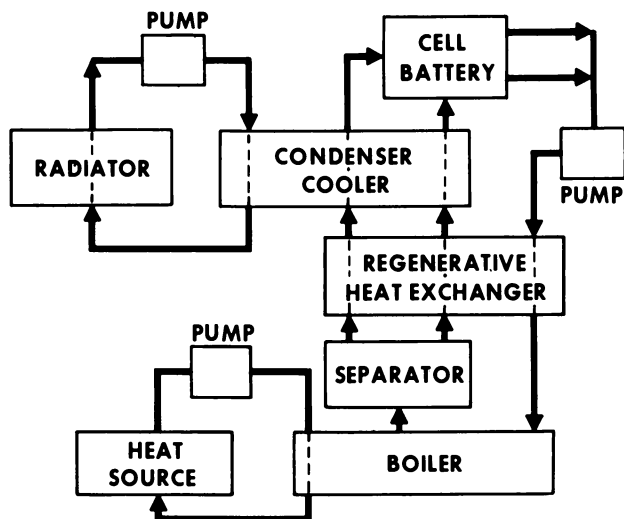 PUMP
CELL
BATTERY
RADIATOR
CONDENSER
COOLER
PUMP
REGENERATIVE
HEAT EXCHANGER
PUMP
SEPARATOR
HEAT
SOURCE
BOILER